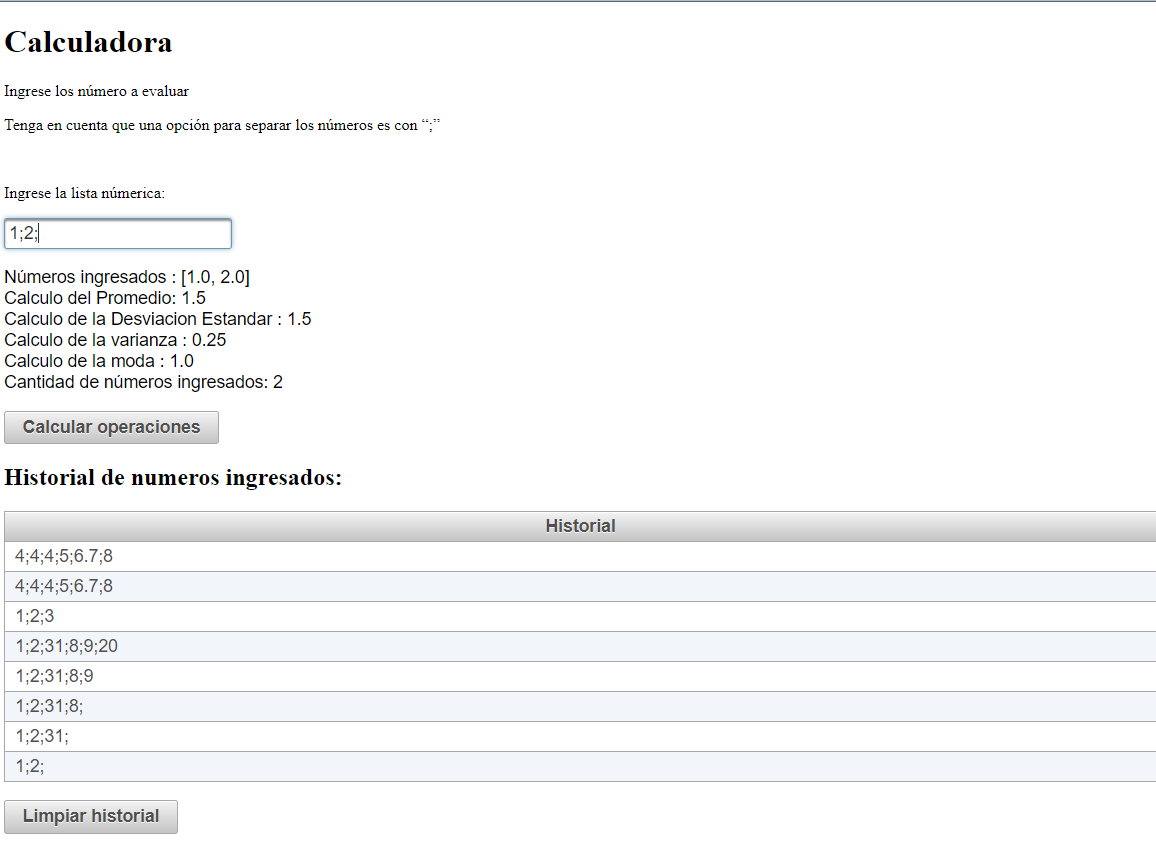 Calculadora
Ingrese los número a evaluar
Tenga en cuenta que una opción para separar los números es con “;”
Ingrese la lista númerica:
1;2;
Números ingresados : [1.0, 2.0]
Calculo del Promedio: 1.5
Calculo de la Desviacion Estandar : 1.5
Calculo de la varianza : 0.25
Calculo de la moda : 1.0
Cantidad de números ingresados: 2
Calcular operaciones
Historial de numeros ingresados:
Historial
4;4;4;5;6.7;8
4;4;4;5;6.7;8
1;2;3
1;2;31;8;9;20
1;2;31;8;9
1;2;31;8;
1;2;31;
1;2;
Limpiar historial